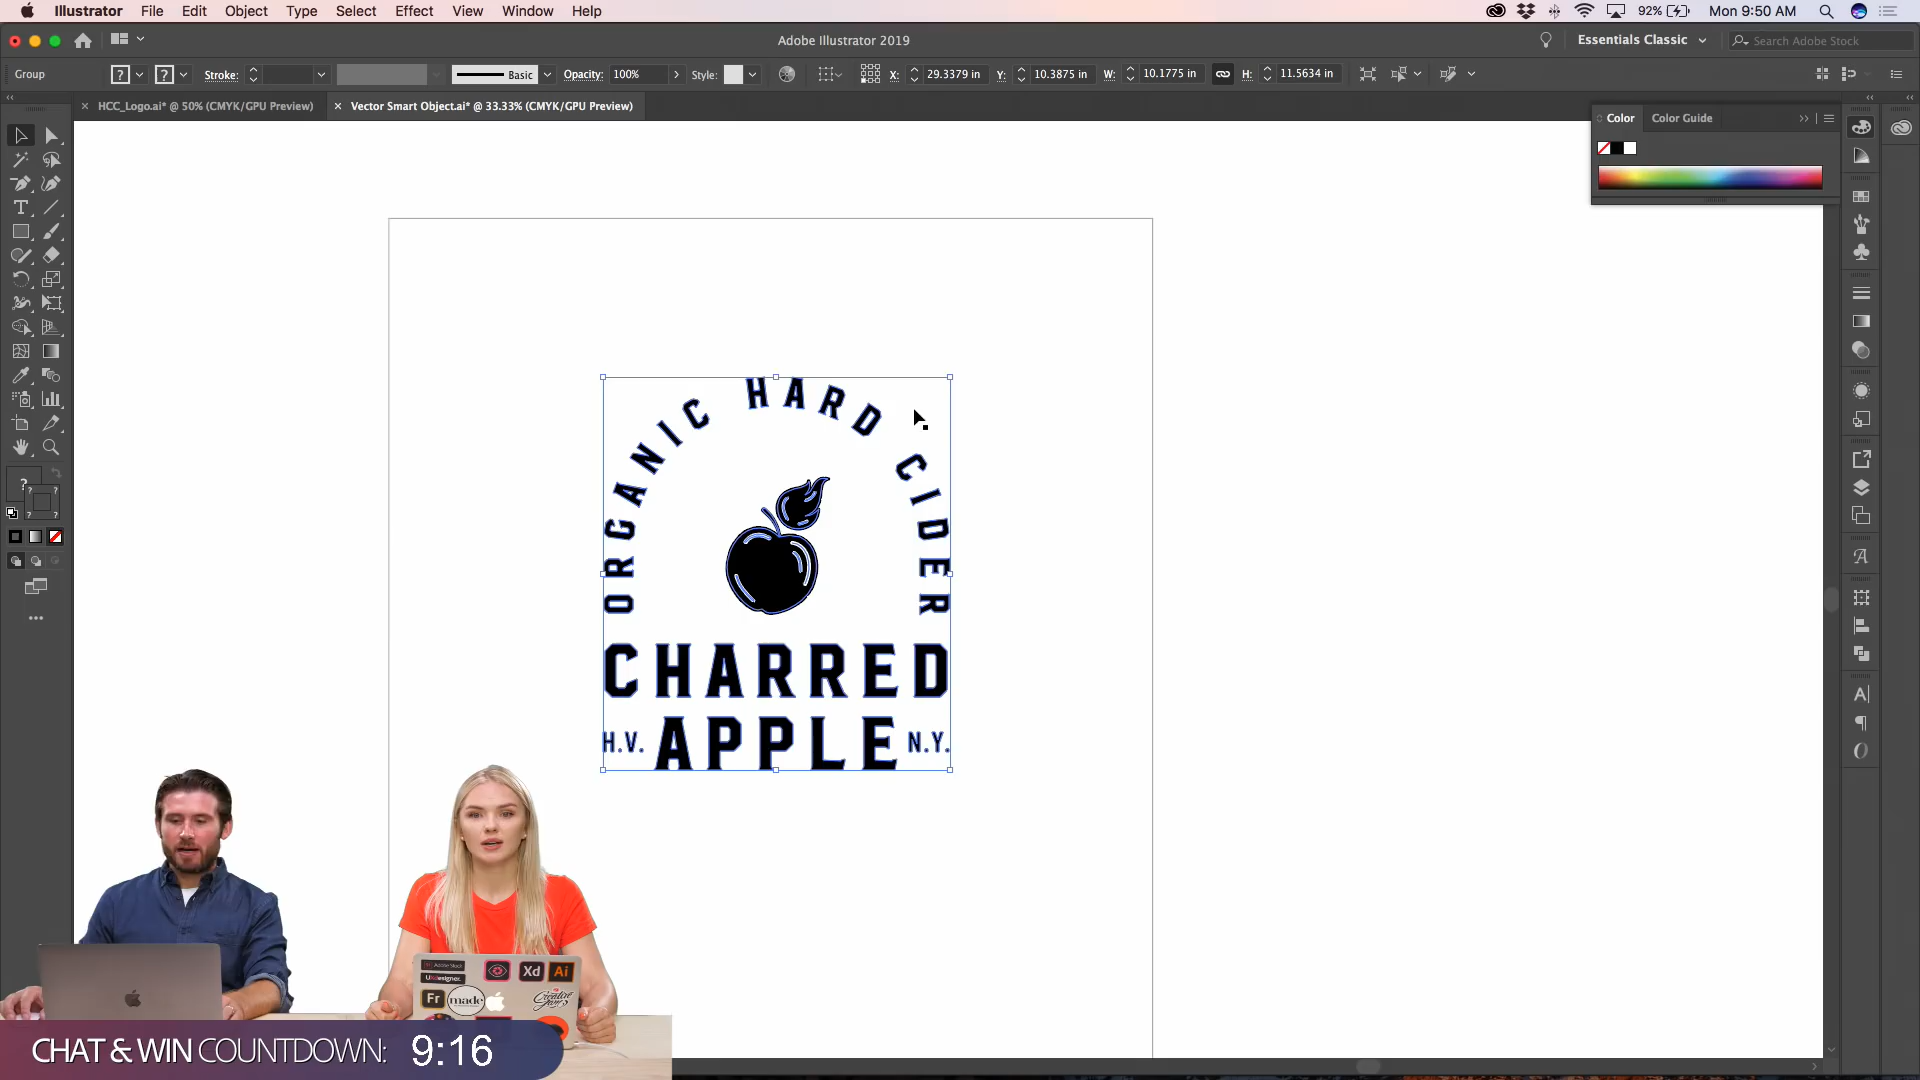 Illustrator File Edit Object Type Select Effect View Window Help
92% Mon 9:50 AM
Adobe Illustrator 2019
Essentials Classic
Search Adobe Stock
Group ? ? Stroke: Basic Opacity: 100% Style: X: 29.3379 in Y: 10.3875 in W: 10.1775 in H: 11.5634 in
× HCC_Logo.ai* @ 50% (CMYK/GPU Preview) × Vector Smart Object.ai* @ 33.33% (CMYK/GPU Preview)
Color Color Guide
ORGANIC HARD CIDER
CHARRED
H.V. APPLE N.Y.
Xd Ai
Fr made Creative Jam
CHAT & WIN COUNTDOWN: 9:16